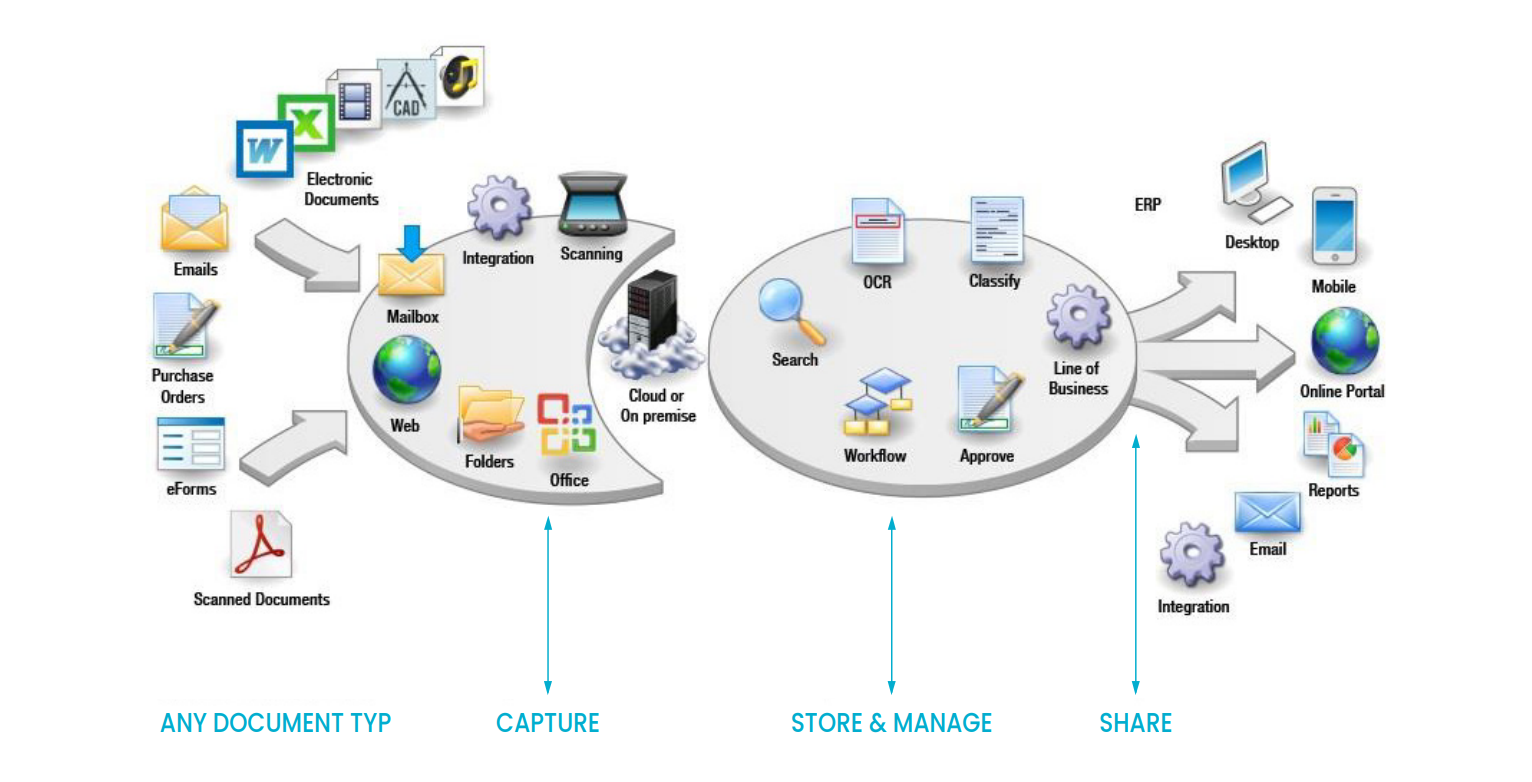 CAD
W
X
Electronic
Documents
Emails
Purchase
Orders
eForms
Scanned Documents
Integration
Scanning
Mailbox
Web
Folders
Office
Cloud or
On premise
OCR
Classify
Search
Line of
Business
Workflow
Approve
ERP
Desktop
Mobile
Online Portal
Reports
Email
Integration
ANY DOCUMENT TYP
CAPTURE
STORE & MANAGE
SHARE